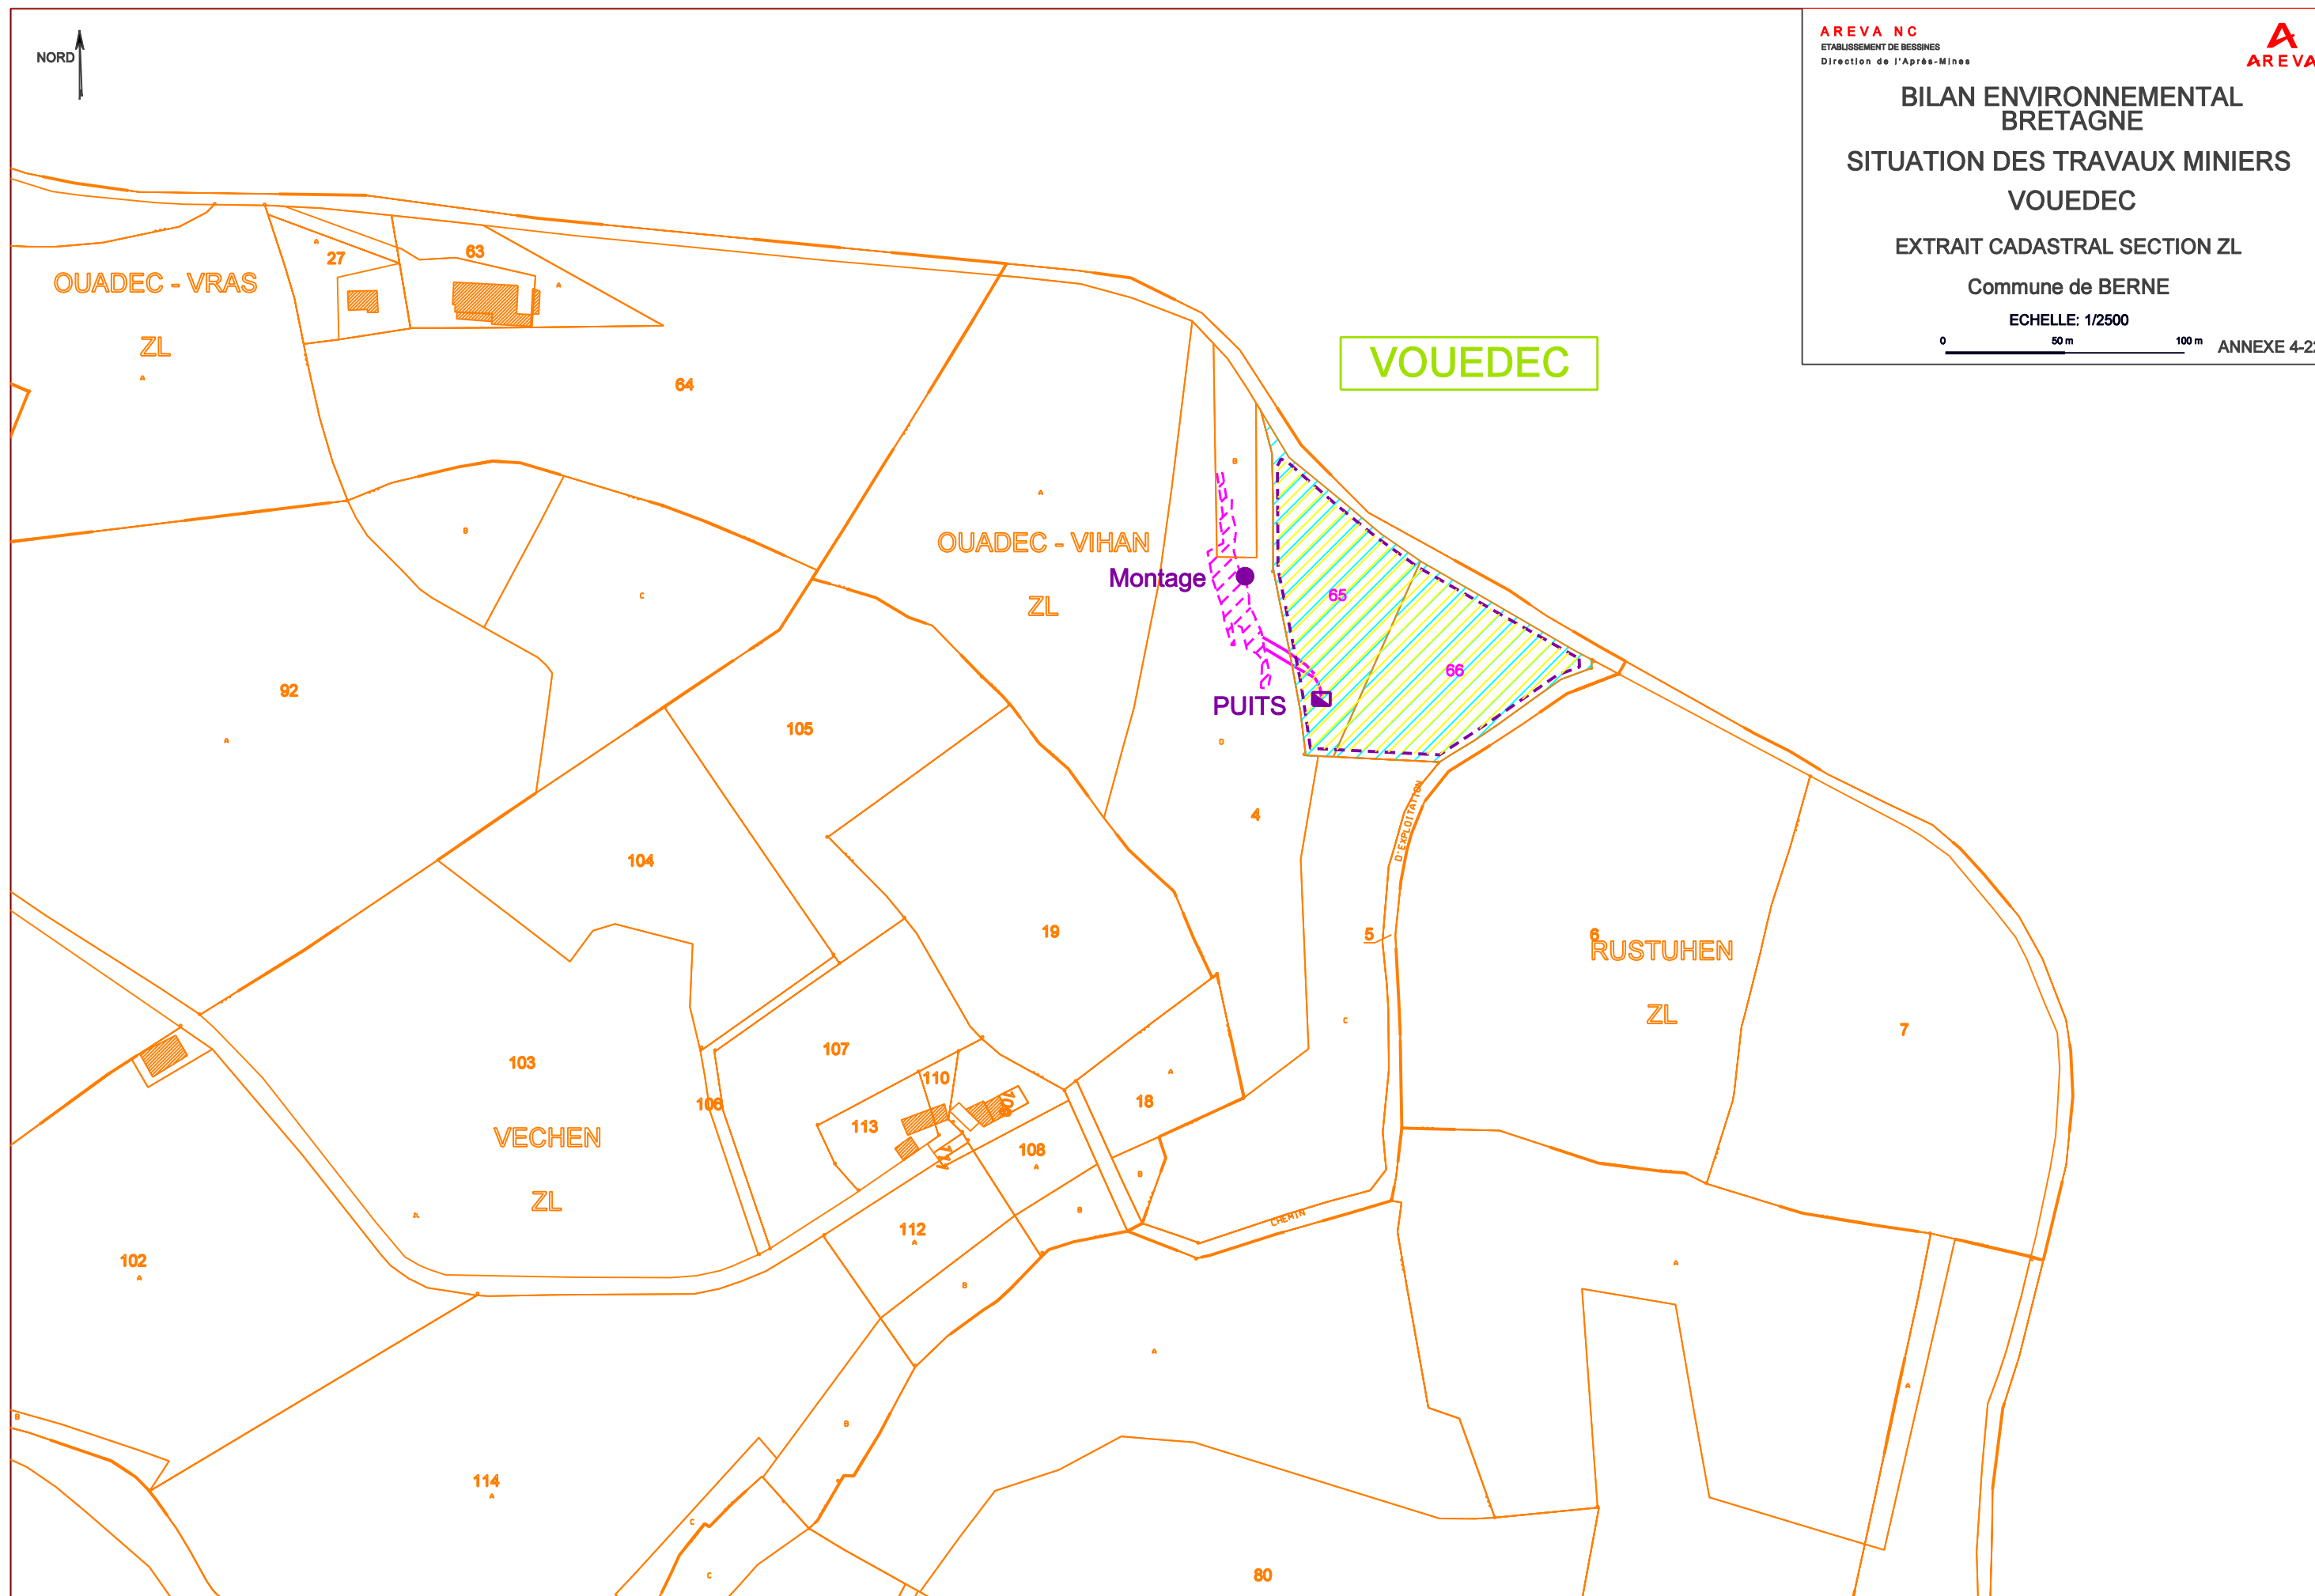 NORD
AREVA NC
ETABLISSEMENT DE BESSINES
Direction de l'Après-Mines
AREVA
BILAN ENVIRONNEMENTAL
BRETAGNE
SITUATION DES TRAVAUX MINIERS
VOUEDEC
EXTRAIT CADASTRAL SECTION ZL
Commune de BERNE
ECHELLE: 1/2500
0 50 m 100 m
ANNEXE 4-22
A
27
63
A
OUADEC - VRAS
ZL
A
64
VOUEDEC
B
A
B
OUADEC - VIHAN
Montage
ZL
C
65
66
92
PUITS
A
105
D
4
D'EXPLOITATION
104
19
5
6
RUSTUHEN
ZL
C
7
103
107
110
A
106
18
113
108
A
VECHEN
B
ZL
A
B
CHEMIN
112
A
102
A
A
B
A
A
B
B
114
A
C
C
80